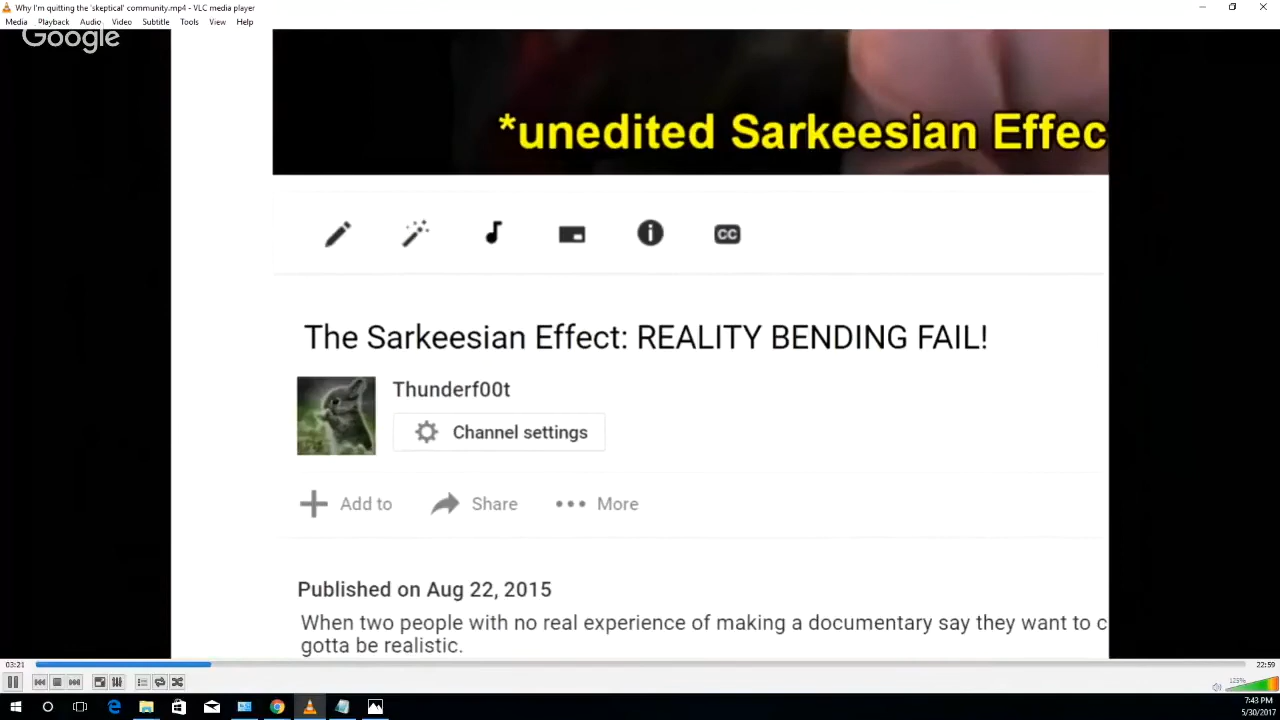 Why I'm quitting the 'skeptical' community.mp4 - VLC media player
Media Playback Audio Video Subtitle Tools View Help
Google
*unedited Sarkeesian Effec
CC
The Sarkeesian Effect: REALITY BENDING FAIL!
Thunderf00t
Channel settings
Add to Share More
Published on Aug 22, 2015
When two people with no real experience of making a documentary say they want to c
gotta be realistic.
03:21 22:59
125%
7:43 PM
5/30/2017